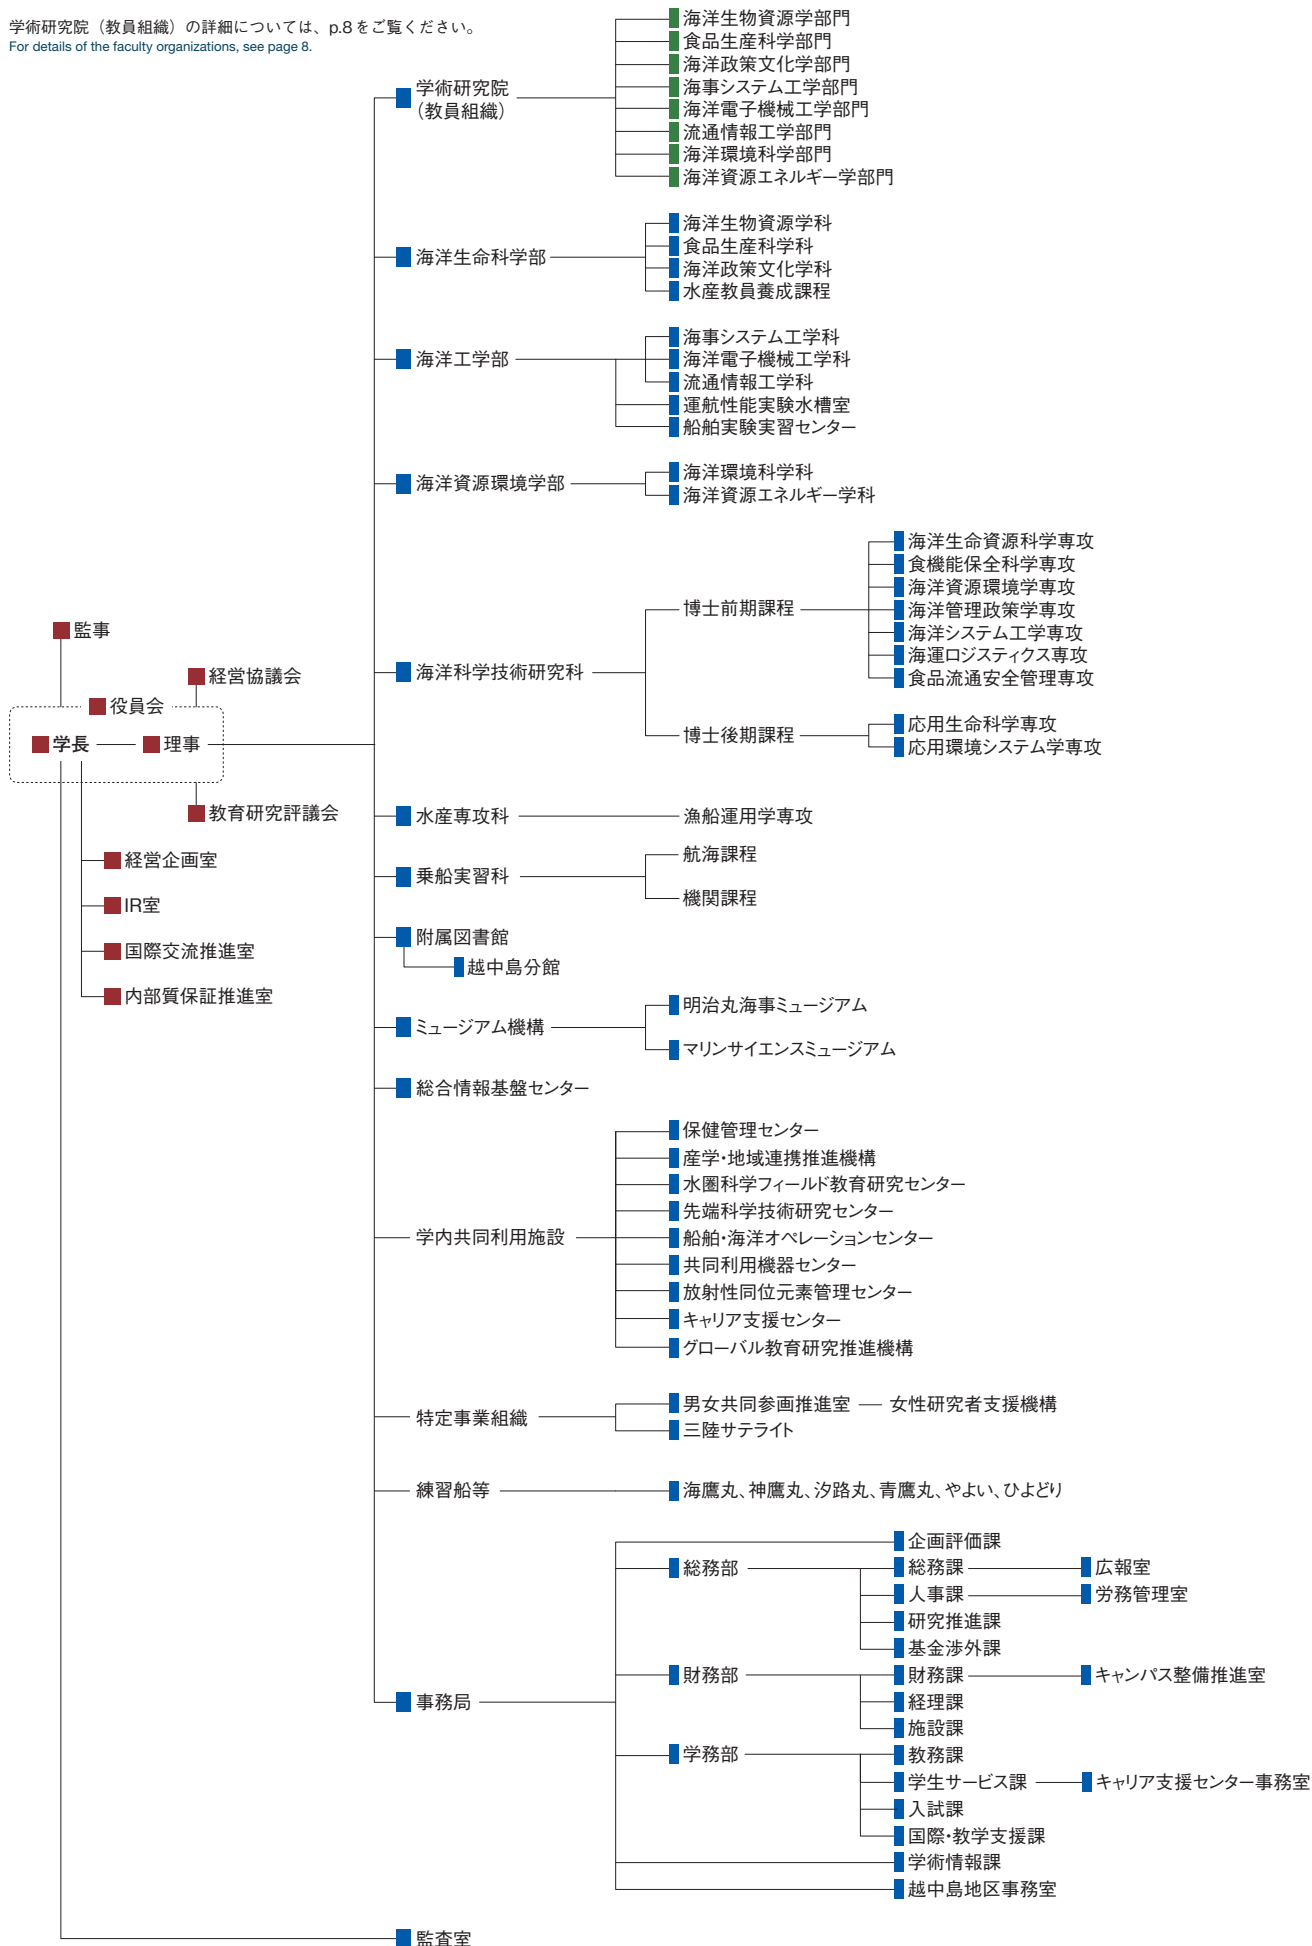 学術研究院（教員組織）の詳細については、p.8をご覧ください。
For details of the faculty organizations, see page 8.
学術研究院
（教員組織）
海洋生物資源学部門
食品生産科学部門
海洋政策文化学部門
海事システム工学部門
海洋電子機械工学部門
流通情報工学部門
海洋環境科学部門
海洋資源エネルギー学部門
海洋生命科学部
海洋生物資源学科
食品生産科学科
海洋政策文化学科
水産教員養成課程
海洋工学部
海事システム工学科
海洋電子機械工学科
流通情報工学科
運航性能実験水槽室
船舶実験実習センター
海洋資源環境学部
海洋環境科学科
海洋資源エネルギー学科
海洋科学技術研究科
博士前期課程
海洋生命資源科学専攻
食機能保全科学専攻
海洋資源環境学専攻
海洋管理政策学専攻
海洋システム工学専攻
海運ロジスティクス専攻
食品流通安全管理専攻
博士後期課程
応用生命科学専攻
応用環境システム学専攻
監事
経営協議会
役員会
学長
理事
教育研究評議会
経営企画室
IR室
国際交流推進室
内部質保証推進室
水産専攻科
漁船運用学専攻
乗船実習科
航海課程
機関課程
附属図書館
越中島分館
ミュージアム機構
明治丸海事ミュージアム
マリンサイエンスミュージアム
総合情報基盤センター
学内共同利用施設
保健管理センター
産学・地域連携推進機構
水圏科学フィールド教育研究センター
先端科学技術研究センター
船舶・海洋オペレーションセンター
共同利用機器センター
放射性同位元素管理センター
キャリア支援センター
グローバル教育研究推進機構
特定事業組織
男女共同参画推進室
女性研究者支援機構
三陸サテライト
練習船等
海鷹丸、神鷹丸、汐路丸、青鷹丸、やよい、ひよどり
事務局
企画評価課
総務部
総務課
広報室
人事課
労務管理室
研究推進課
基金渉外課
財務部
財務課
キャンパス整備推進室
経理課
施設課
学務部
教務課
学生サービス課
キャリア支援センター事務室
入試課
国際・教学支援課
学術情報課
越中島地区事務室
監査室